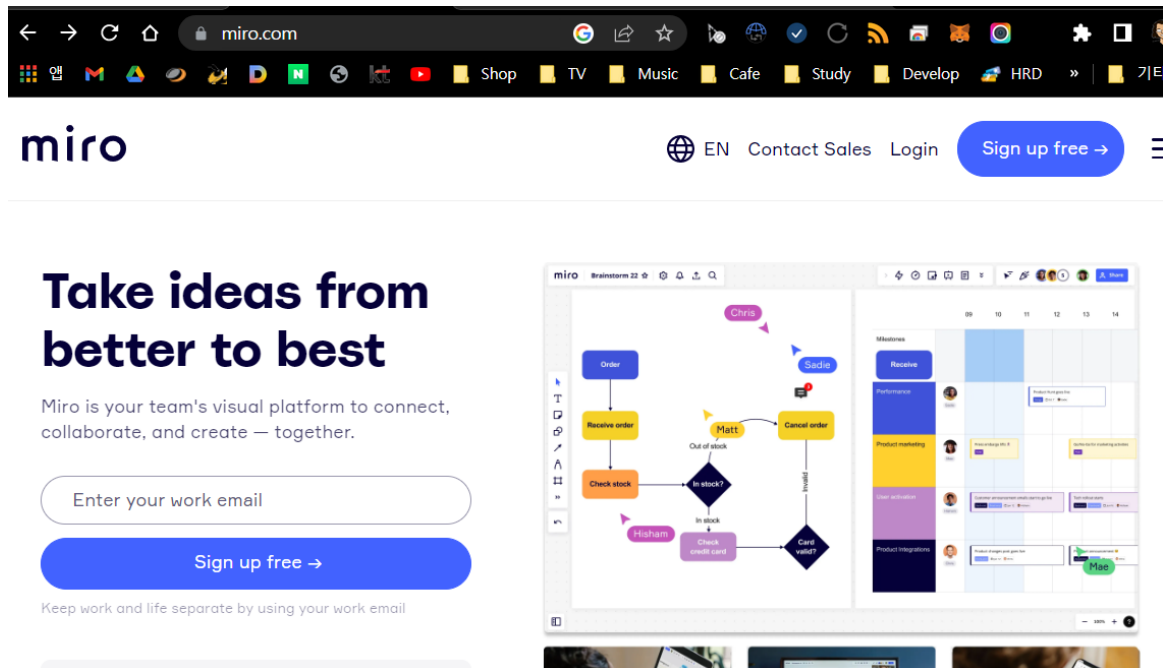 miro.com
앱
Shop
TV
Music
Cafe
Study
Develop
HRD
»
miro
EN
Contact Sales
Login
Sign up free →
Take ideas from
better to best
Miro is your team's visual platform to connect,
collaborate, and create — together.
Enter your work email
Sign up free →
Keep work and life separate by using your work email
miro
Brainstorm 22
Share
Chris
Order
Sadie
Receive order
Matt
Cancel order
Out of stock
Check stock
In stock?
Invalid
In stock
Hisham
Check
credit card
Card
valid?
09
10
11
12
13
14
Milestones
Receive
Performance
Product marketing
User activation
Product Integrations
Mae